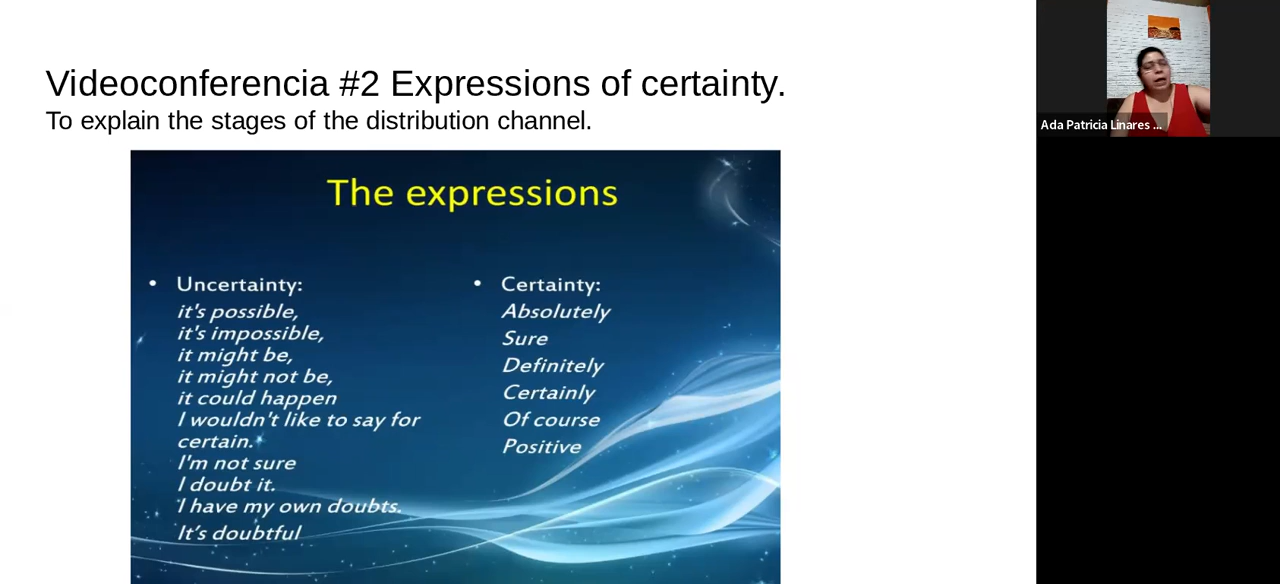 Videoconferencia #2 Expressions of certainty.
To explain the stages of the distribution channel.
The expressions
• Uncertainty:
it's possible,
it's impossible,
it might be,
it might not be,
it could happen
I wouldn't like to say for
certain.
I'm not sure
I doubt it.
I have my own doubts.
It's doubtful
• Certainty:
Absolutely
Sure
Definitely
Certainly
Of course
Positive
Ada Patricia Linares ...